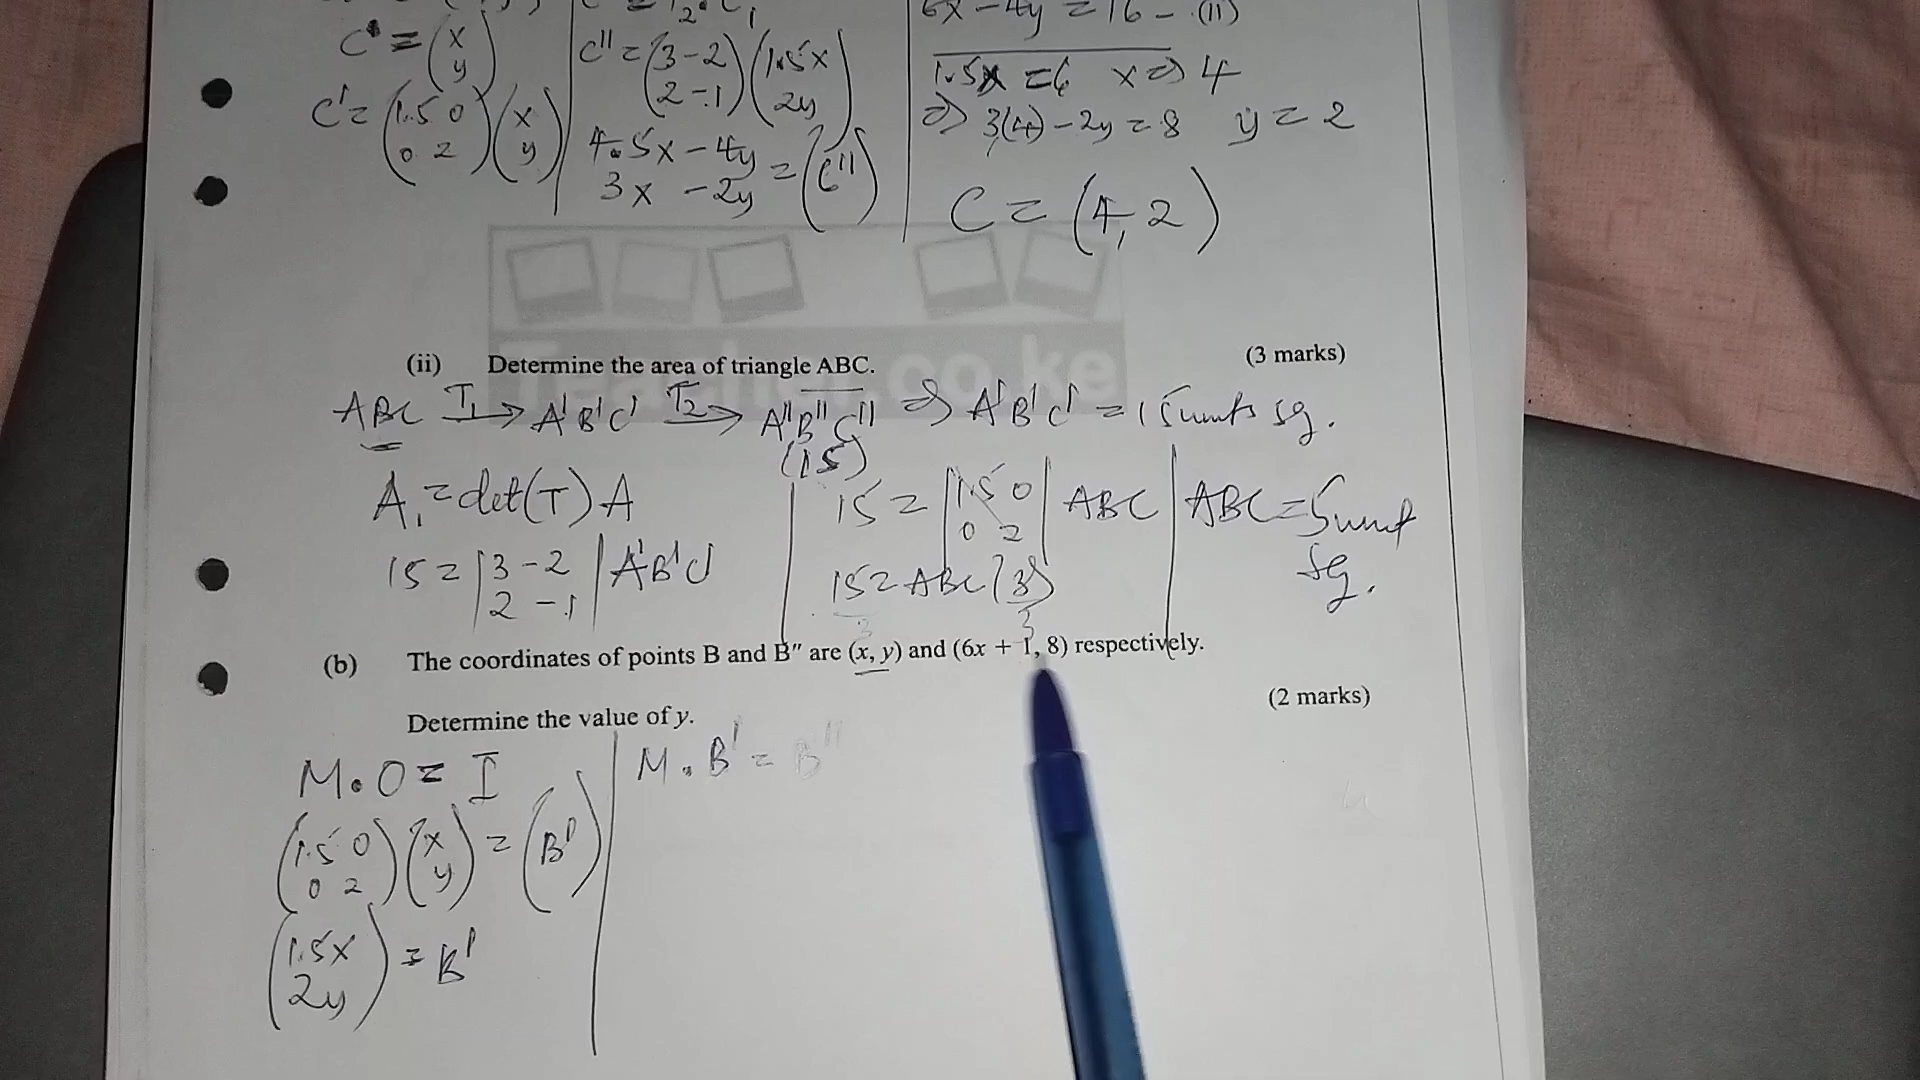 6x - 4y = 16 - (11)
C = (x y)
C'' = (3 -2 2 -1)(1.5x 2y)
1.5x = 6 x => 4
C' = (1.5 0 0 2)(x y)
4.5x - 4y
3x - 2y = (C'')
=> 3(4) - 2y = 8 y = 2
C = (4, 2)
(ii) Determine the area of triangle ABC. (3 marks)
ABC T1 → A'B'C' T2 → A''B''C'' => A'B'C' = 15 units sq.
(15)
A1 = det(T) A
15 = |3 -2 2 -1| A'B'C'
15 = |1.5 0 0 2| ABC
15 = ABC (3)
3 3
ABC = 5 unit sq.
(b) The coordinates of points B and B″ are (x, y) and (6x + 1, 8) respectively.
Determine the value of y. (2 marks)
M. O = I
(1.5 0 0 2)(x y) = (B')
(1.5x 2y) = B'
M. B' = B''